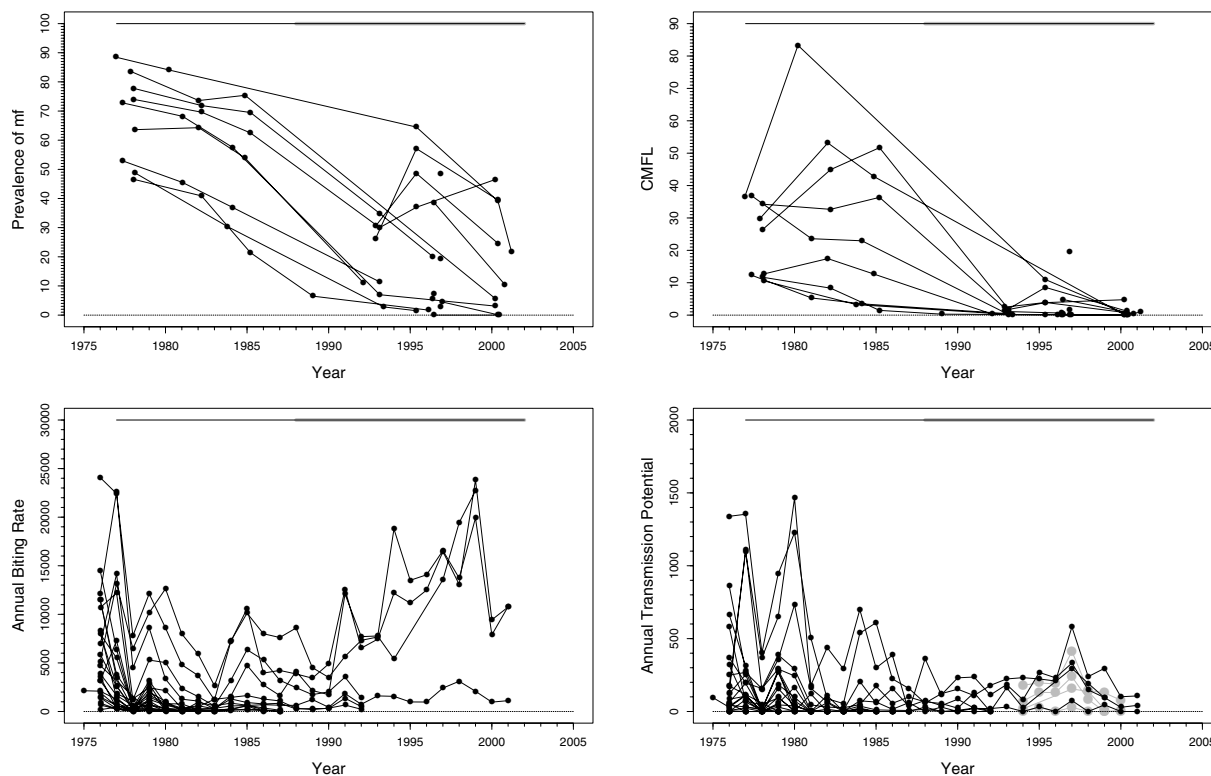 Prevalence of mf
0 10 20 30 40 50 60 70 80 90 100
1975 1980 1985 1990 1995 2000 2005
Year
CMFL
0 10 20 30 40 50 60 70 80 90
1975 1980 1985 1990 1995 2000 2005
Year
Annual Biting Rate
0 5000 10000 15000 20000 25000 30000
1975 1980 1985 1990 1995 2000 2005
Year
Annual Transmission Potential
0 500 1000 1500 2000
1975 1980 1985 1990 1995 2000 2005
Year